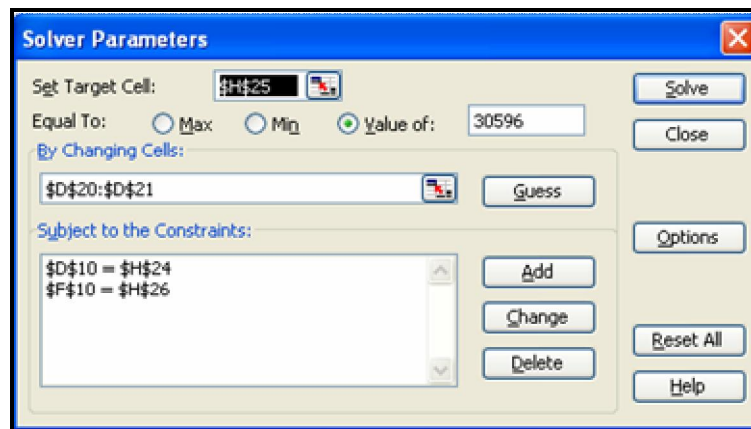 Solver Parameters
Set Target Cell: $H$25
Equal To: Max Min Value of: 30596
By Changing Cells:
$D$20:$D$21
Guess
Subject to the Constraints:
$D$10 = $H$24
$F$10 = $H$26
Add
Change
Delete
Solve
Close
Options
Reset All
Help